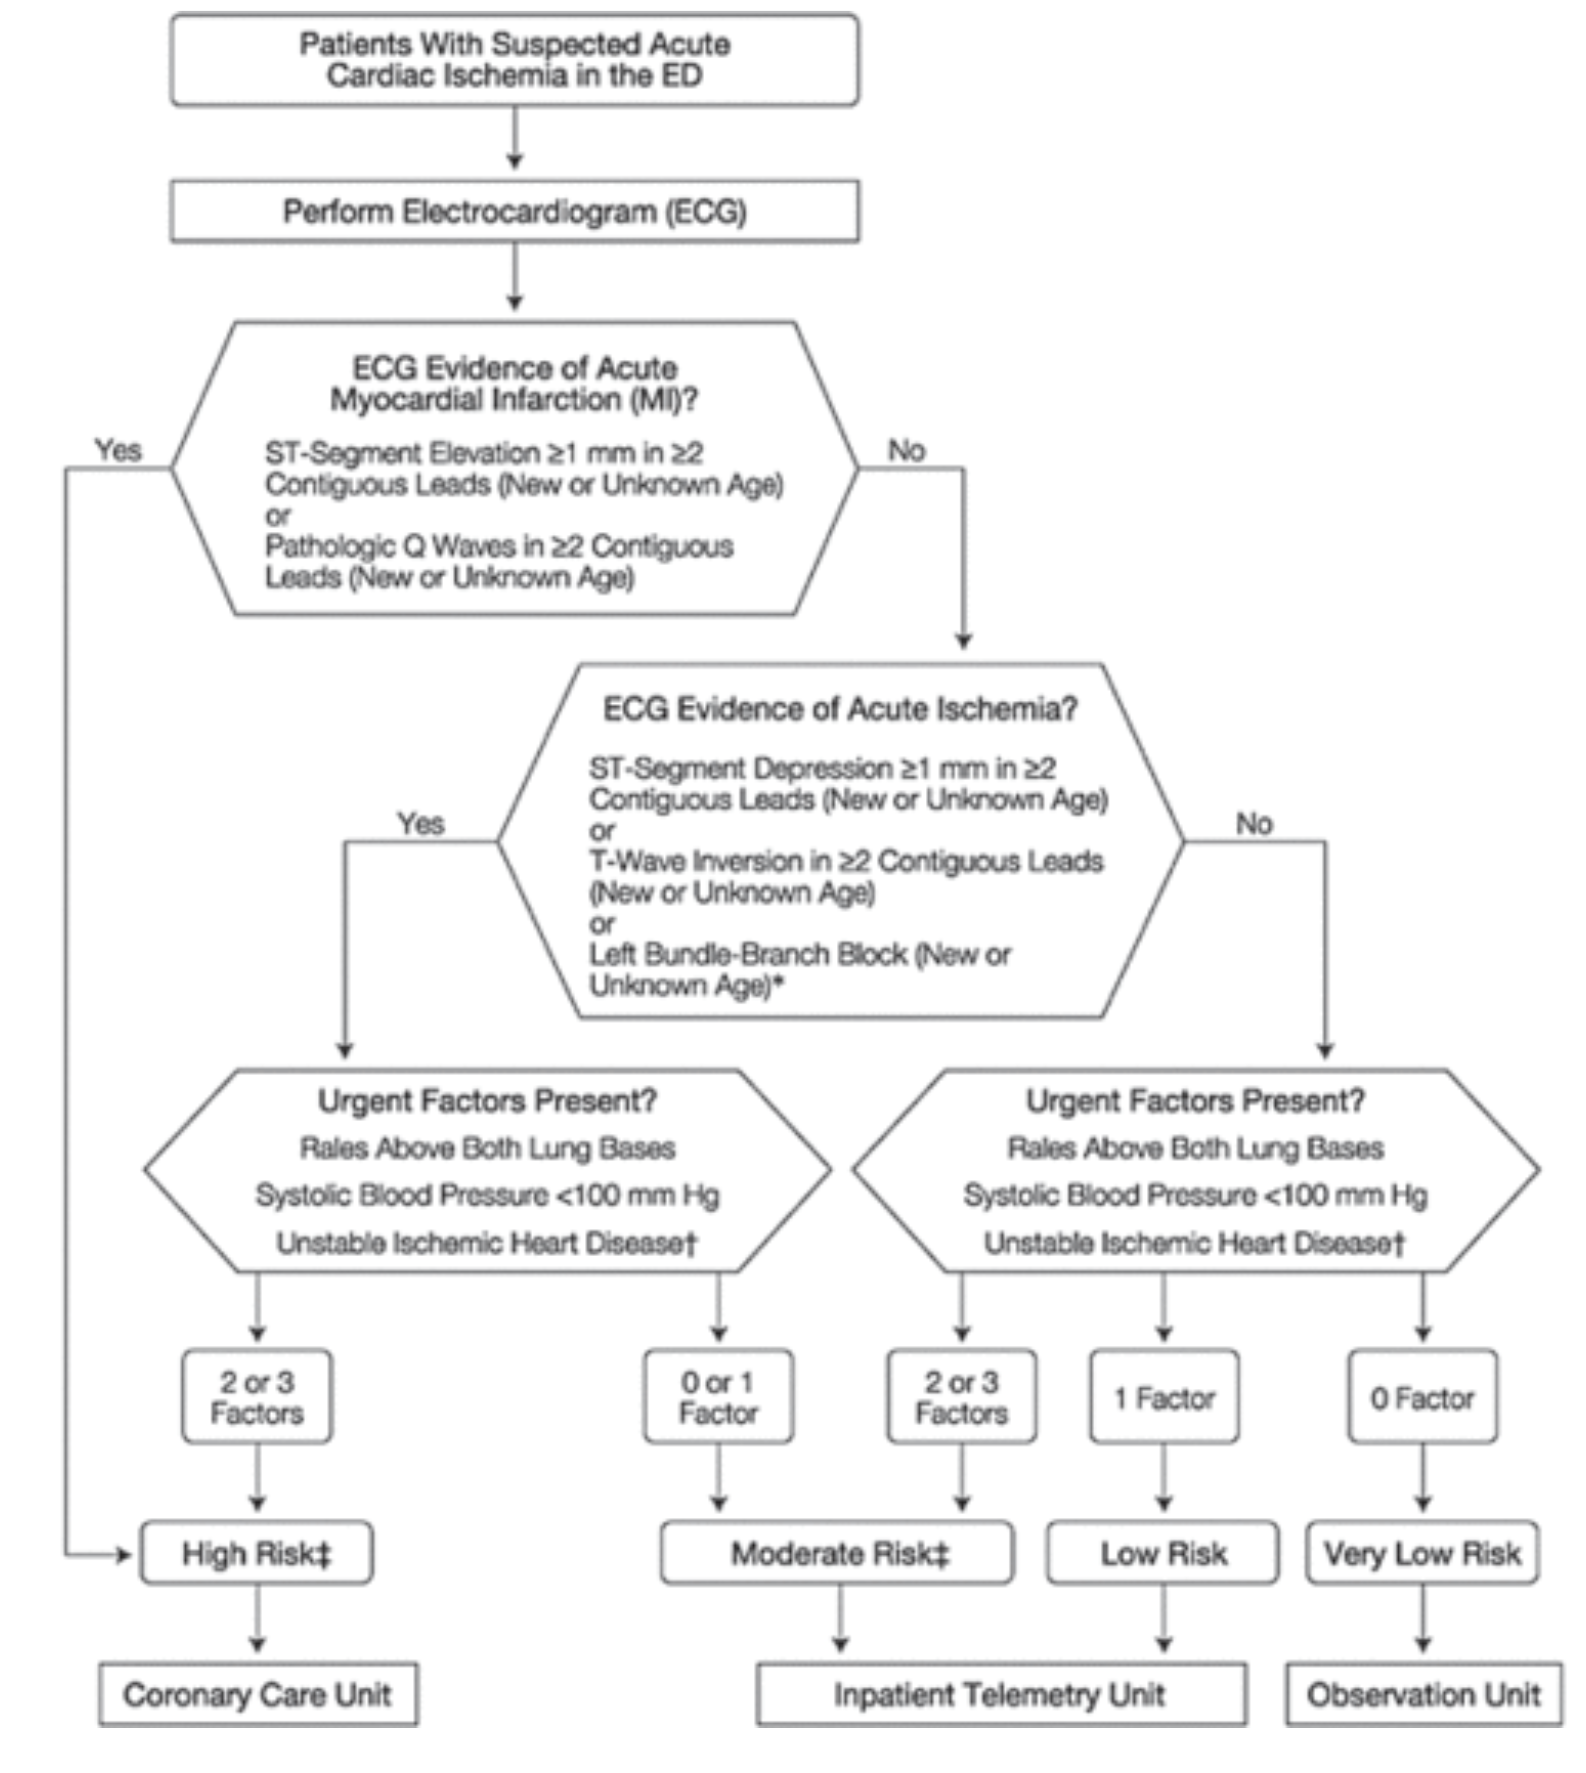 Patients With Suspected Acute
Cardiac Ischemia in the ED
Perform Electrocardiogram (ECG)
ECG Evidence of Acute
Myocardial Infarction (MI)?
ST-Segment Elevation ≥1 mm in ≥2
Contiguous Leads (New or Unknown Age)
or
Pathologic Q Waves in ≥2 Contiguous
Leads (New or Unknown Age)
Yes
No
ECG Evidence of Acute Ischemia?
ST-Segment Depression ≥1 mm in ≥2
Contiguous Leads (New or Unknown Age)
or
T-Wave Inversion in ≥2 Contiguous Leads
(New or Unknown Age)
or
Left Bundle-Branch Block (New or
Unknown Age)*
Yes
No
Urgent Factors Present?
Rales Above Both Lung Bases
Systolic Blood Pressure <100 mm Hg
Unstable Ischemic Heart Disease†
Urgent Factors Present?
Rales Above Both Lung Bases
Systolic Blood Pressure <100 mm Hg
Unstable Ischemic Heart Disease†
2 or 3
Factors
0 or 1
Factor
2 or 3
Factors
1 Factor
0 Factor
High Risk‡
Moderate Risk‡
Low Risk
Very Low Risk
Coronary Care Unit
Inpatient Telemetry Unit
Observation Unit